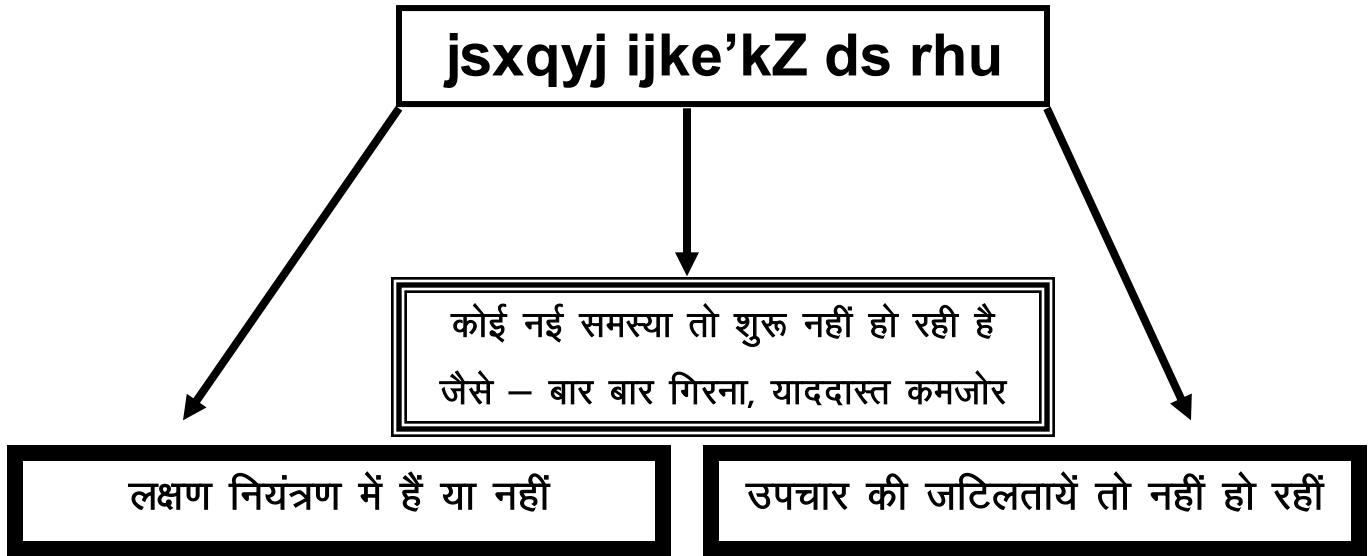 jsxqyj ijke’kZ ds rhu
कोई नई समस्या तो शुरू नहीं हो रही है
जैसे – बार बार गिरना, याददास्त कमजोर
लक्षण नियंत्रण में हैं या नहीं
उपचार की जटिलतायें तो नहीं हो रहीं